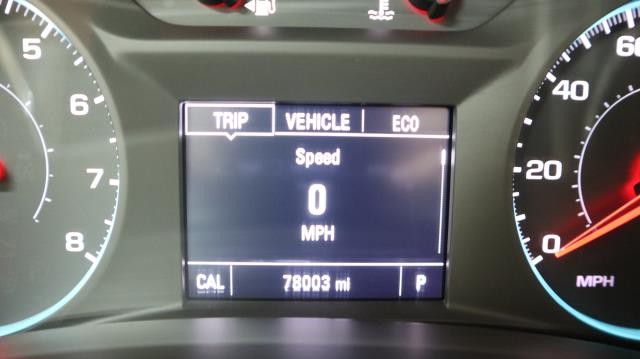 5
6
7
8
TRIP VEHICLE ECO
Speed
0
MPH
CAL 78003 mi P
60
40
20
0
MPH